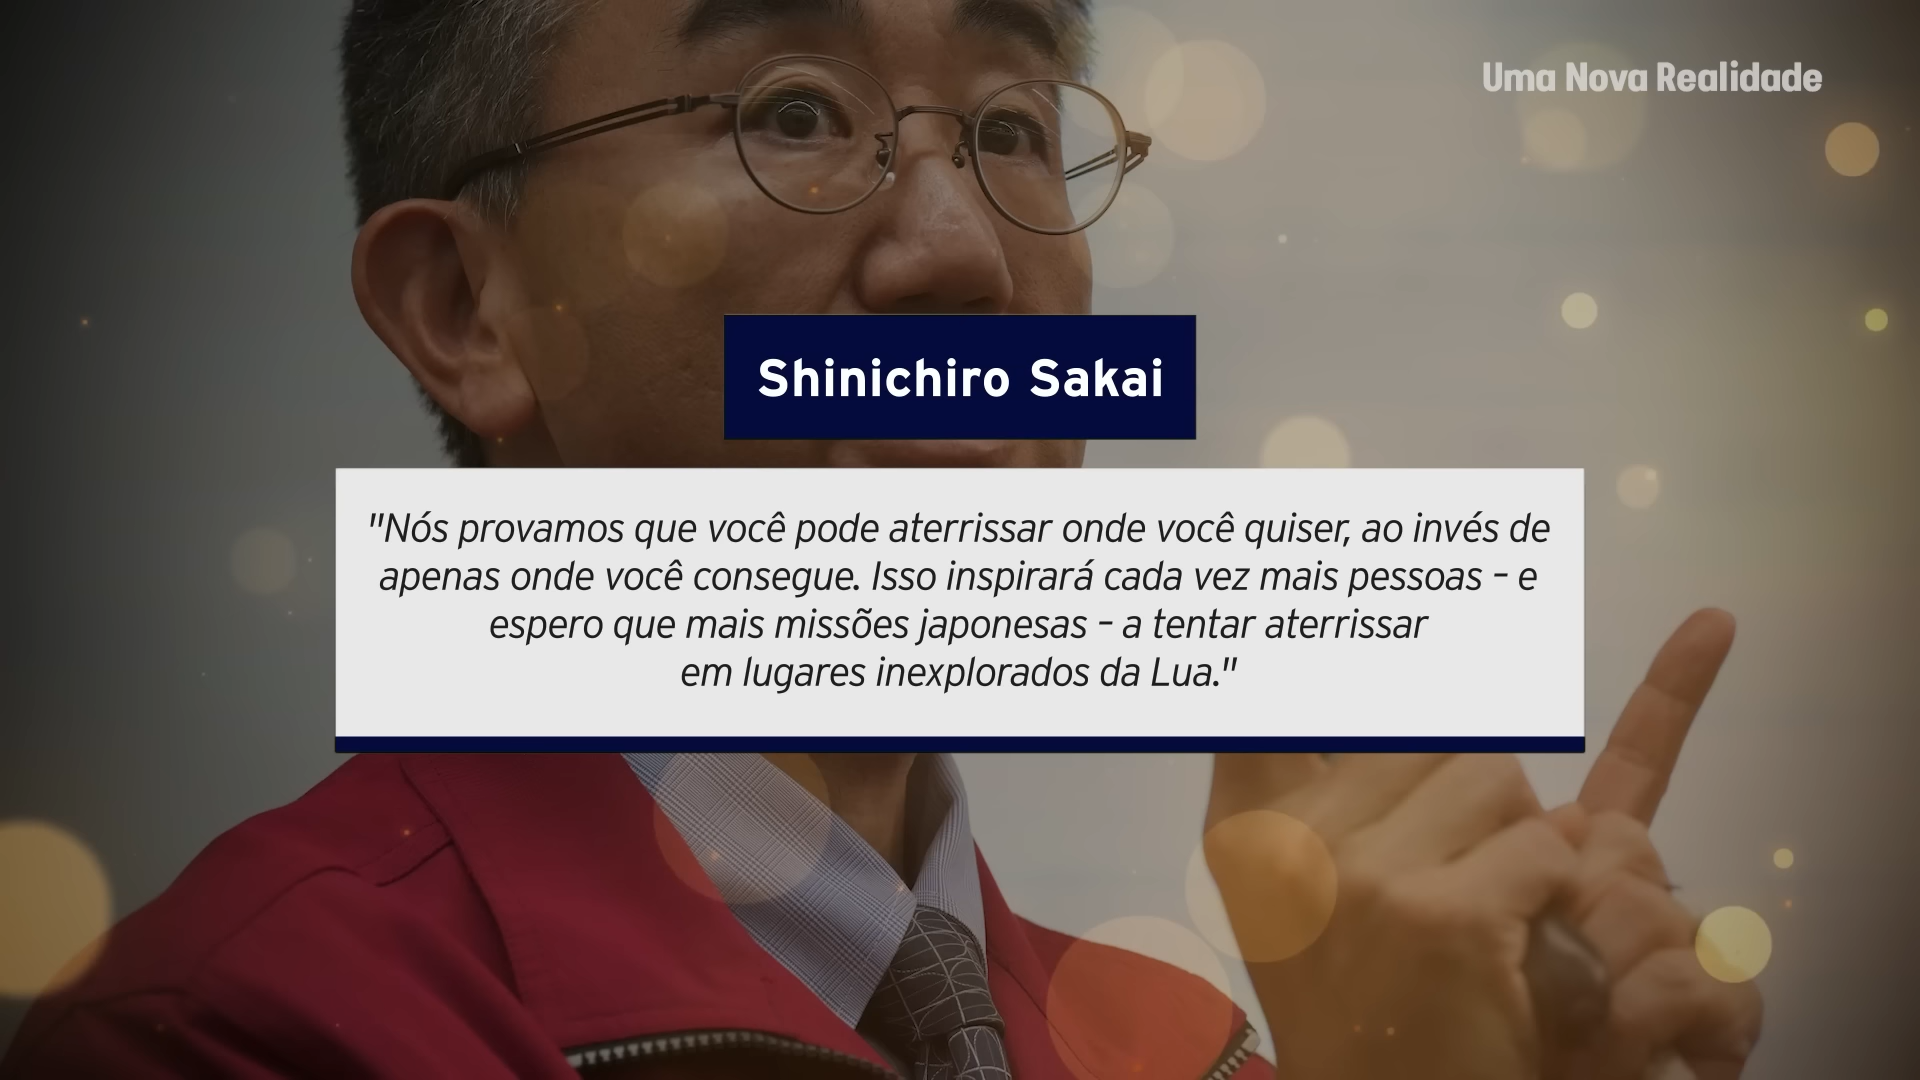 Uma Nova Realidade
Shinichiro Sakai
"Nós provamos que você pode aterrissar onde você quiser, ao invés de
apenas onde você consegue. Isso inspirará cada vez mais pessoas – e
espero que mais missões japonesas – a tentar aterrissar
em lugares inexplorados da Lua."